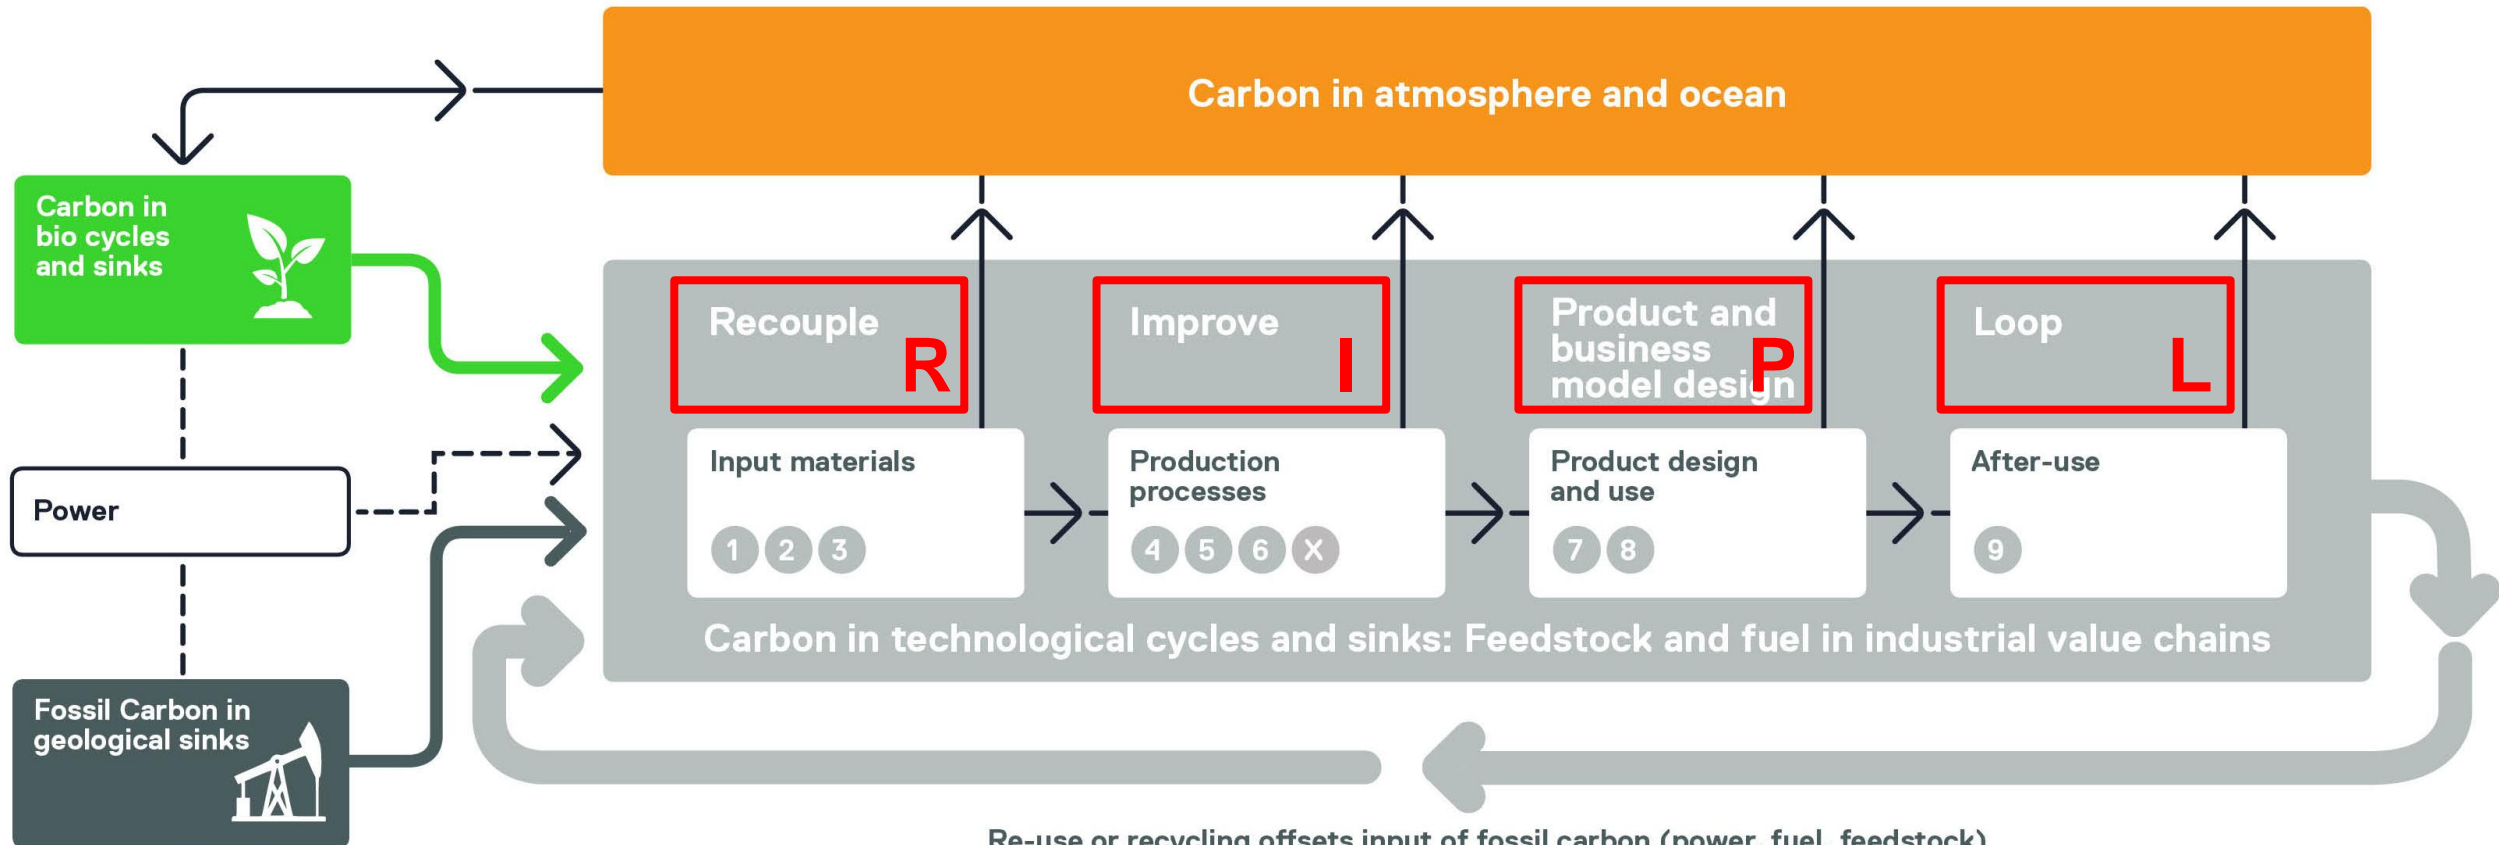 Carbon in atmosphere and ocean
Carbon in
bio cycles
and sinks
Recouple
R
Improve
I
Product and
business
model design
P
Loop
L
Input materials
1 2 3
Production
processes
4 5 6 X
Product design
and use
7 8
After-use
9
Power
Carbon in technological cycles and sinks: Feedstock and fuel in industrial value chains
Fossil Carbon in
geological sinks
Re-use or recycling offsets input of fossil carbon (power, fuel, feedstock)